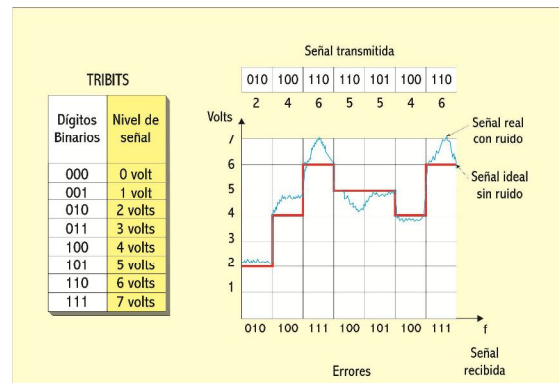 Señal transmitida
010 100 110 110 101 100 110
2 4 6 5 5 4 6
TRIBITS
Dígitos Binarios Nivel de señal
000 0 volt
001 1 volt
010 2 volts
011 3 volts
100 4 volts
101 5 volts
110 6 volts
111 7 volts
Volts
7
6
5
4
3
2
1
Señal real
con ruido
Señal ideal
sin ruido
010 100 111 100 101 100 111 f
Errores
Señal
recibida